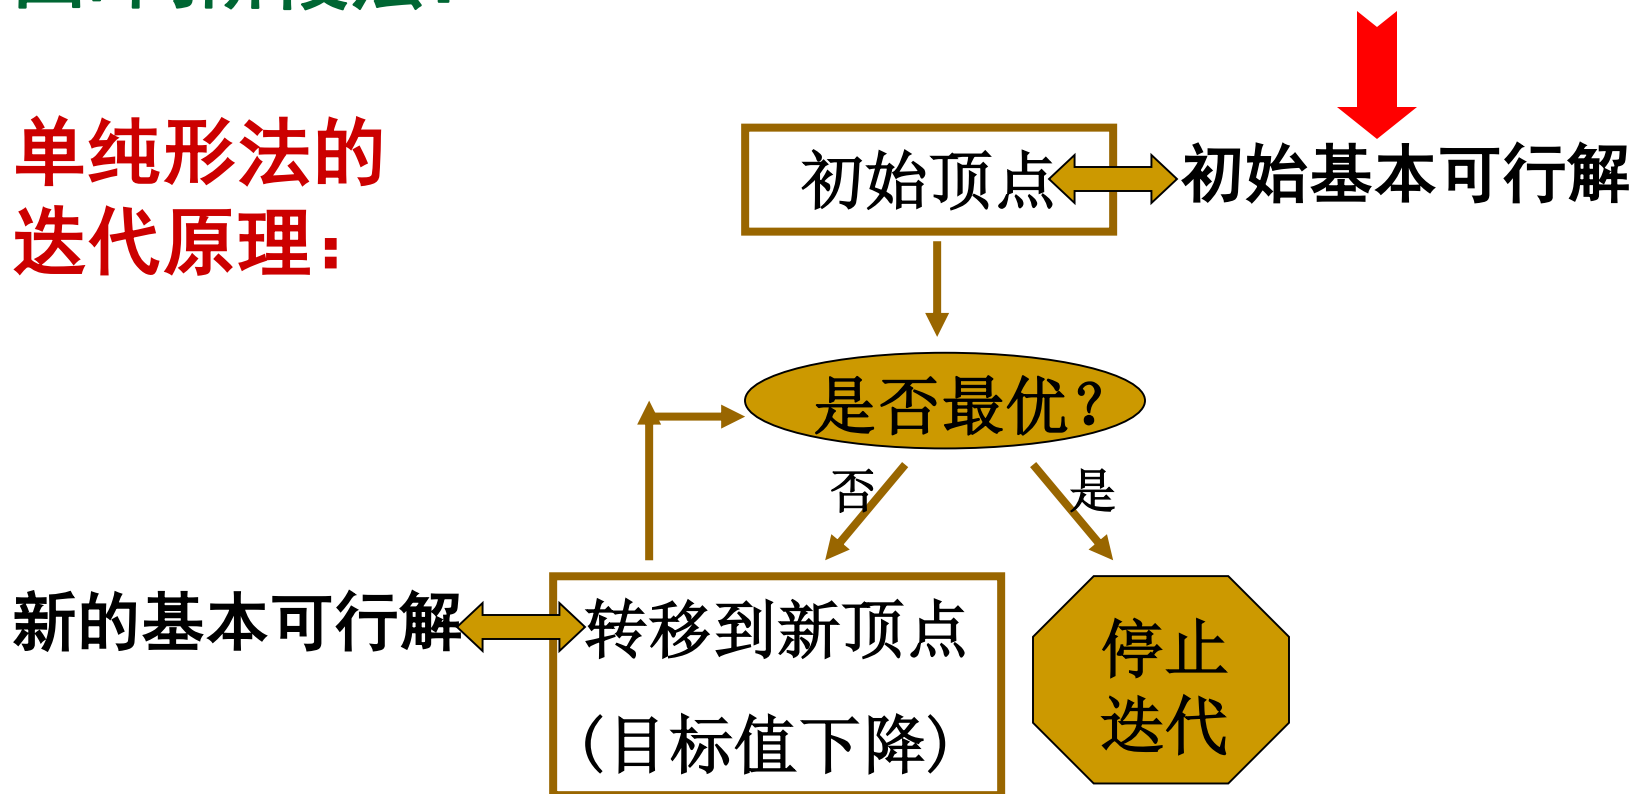 单纯形法的
迭代原理：
初始顶点
初始基本可行解
是否最优？
否
是
新的基本可行解
转移到新顶点
（目标值下降）
停止
迭代